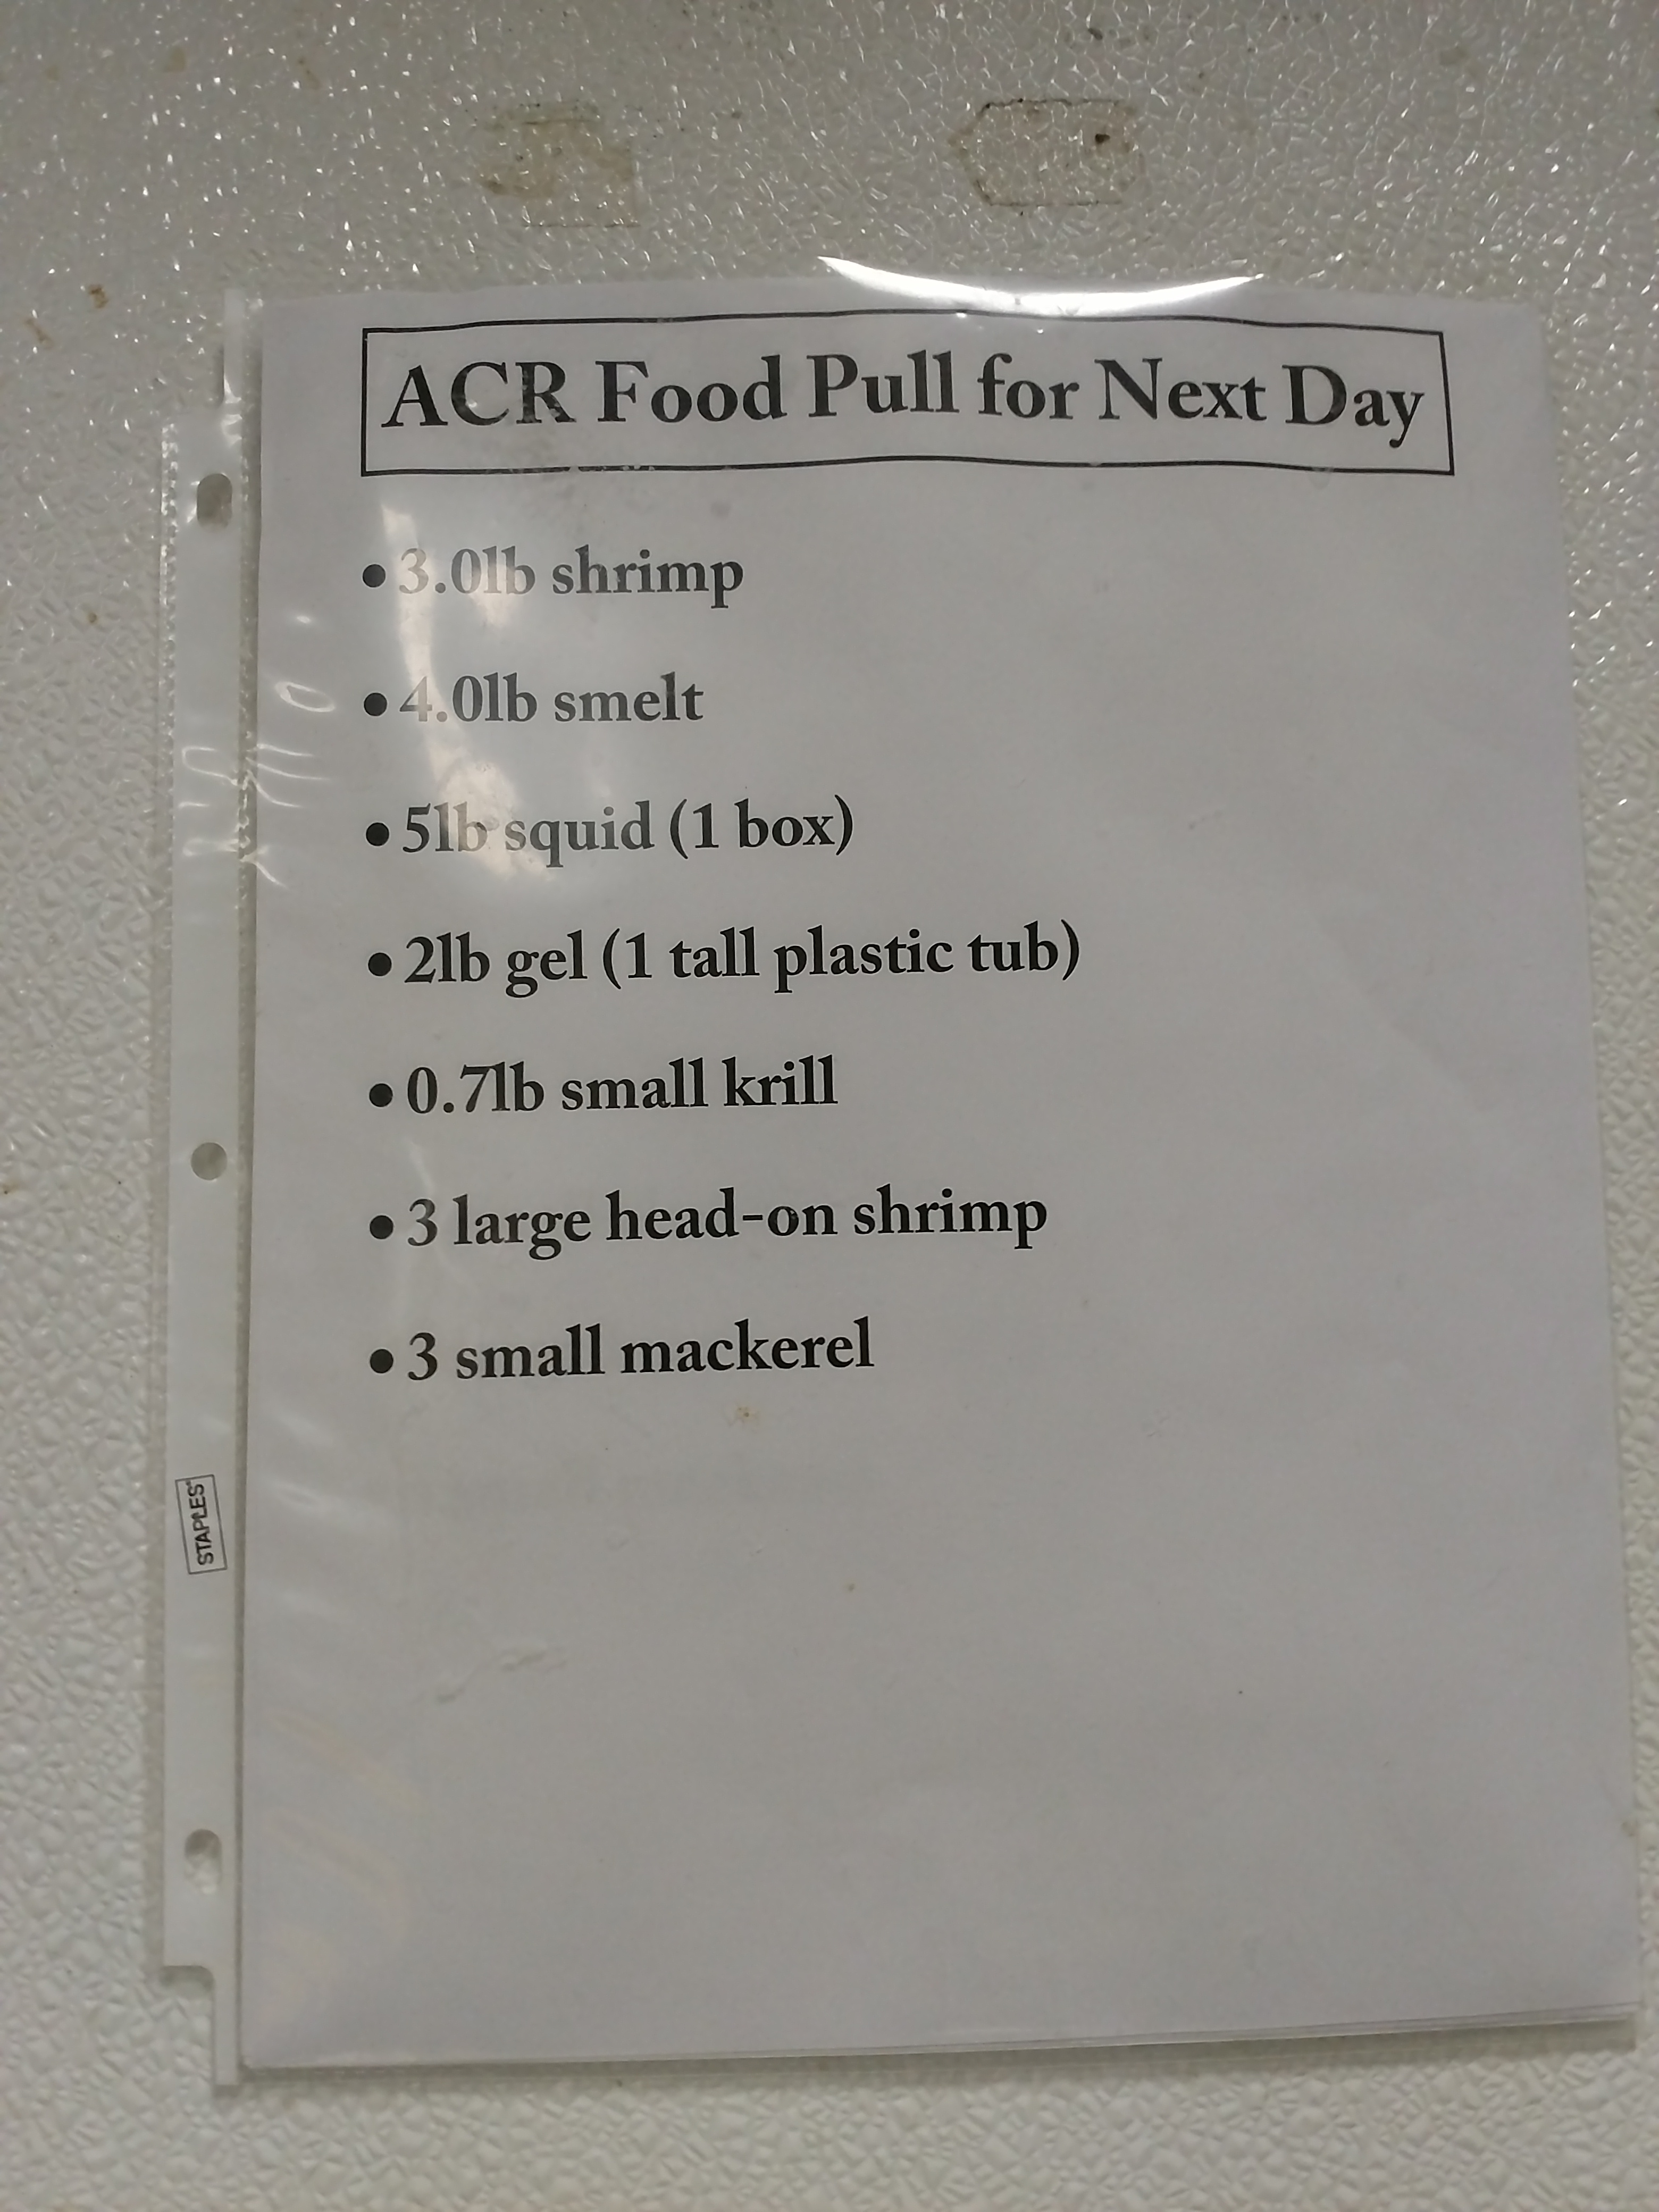 ACR Food Pull for Next Day
• 3.0lb shrimp
• 4.0lb smelt
• 5lb squid (1 box)
• 2lb gel (1 tall plastic tub)
• 0.7lb small krill
• 3 large head-on shrimp
• 3 small mackerel
STAPLES